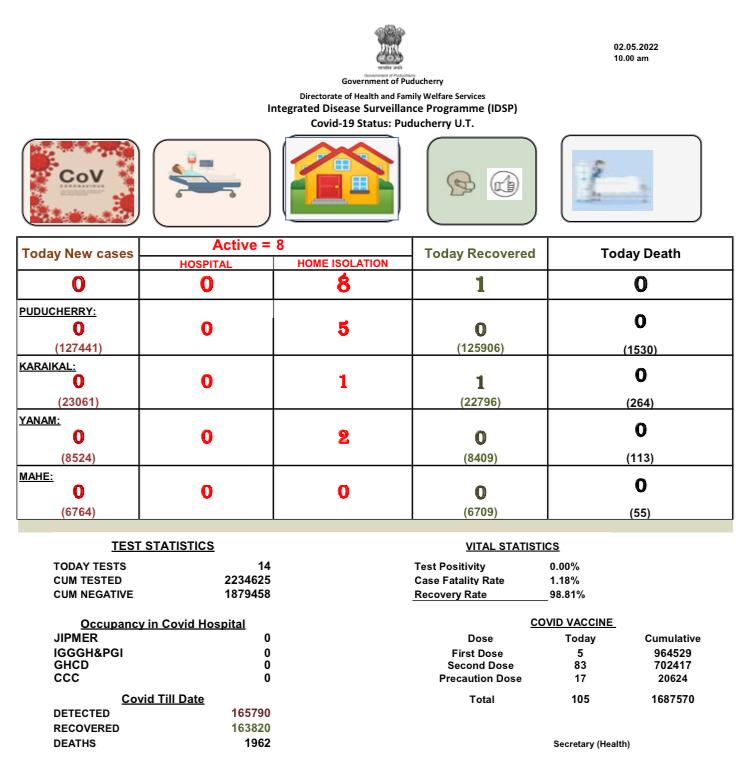 02.05.2022
10.00 am
Government of Puducherry
Directorate of Health and Family Welfare Services
Integrated Disease Surveillance Programme (IDSP)
Covid-19 Status: Puducherry U.T.
CoV
CORONAVIRUS
Today New cases Active = 8 Today Recovered Today Death
HOSPITAL HOME ISOLATION
0 0 8 1 0
PUDUCHERRY:
0 0 5 0 0
(127441) (125906) (1530)
KARAIKAL:
0 0 1 1 0
(23061) (22796) (264)
YANAM:
0 0 2 0 0
(8524) (8409) (113)
MAHE:
0 0 0 0 0
(6764) (6709) (55)
TEST STATISTICS
TODAY TESTS 14
CUM TESTED 2234625
CUM NEGATIVE 1879458
VITAL STATISTICS
Test Positivity 0.00%
Case Fatality Rate 1.18%
Recovery Rate 98.81%
Occupancy in Covid Hospital
JIPMER 0
IGGGH&PGI 0
GHCD 0
CCC 0
COVID VACCINE
Dose Today Cumulative
First Dose 5 964529
Second Dose 83 702417
Precaution Dose 17 20624
Total 105 1687570
Covid Till Date
DETECTED 165790
RECOVERED 163820
DEATHS 1962
Secretary (Health)